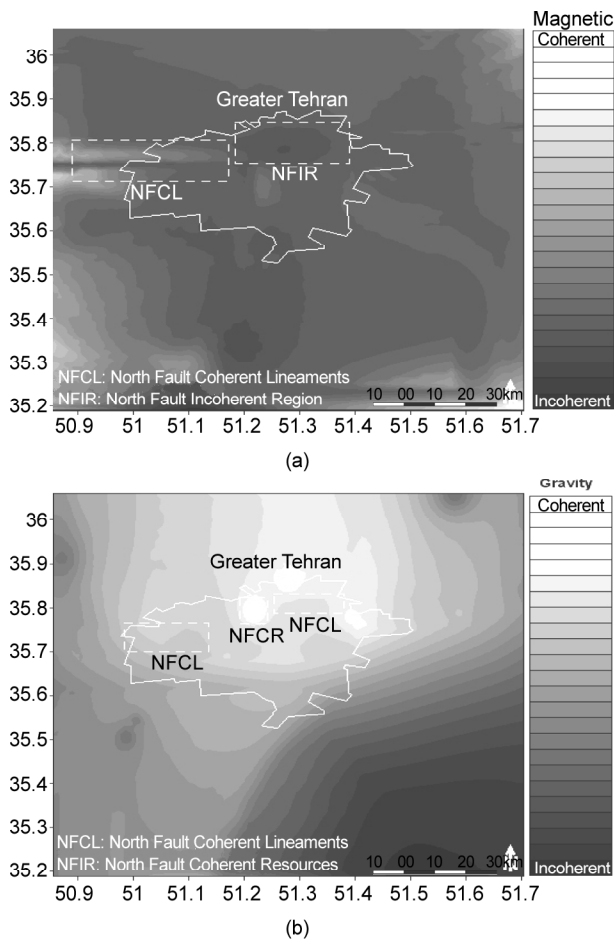 Magnetic
Coherent
36
35.9
35.8
35.7
35.6
35.5
35.4
35.3
35.2
Greater Tehran
NFCL
NFIR
NFCL: North Fault Coherent Lineaments
NFIR: North Fault Incoherent Region
10 00 10 20 30km
Incoherent
50.9 51 51.1 51.2 51.3 51.4 51.5 51.6 51.7
(a)
Gravity
Coherent
36
35.9
35.8
35.7
35.6
35.5
35.4
35.3
35.2
Greater Tehran
NFCL
NFCR
NFCL
NFCL: North Fault Coherent Lineaments
NFIR: North Fault Coherent Resources
10 00 10 20 30km
Incoherent
50.9 51 51.1 51.2 51.3 51.4 51.5 51.6 51.7
(b)